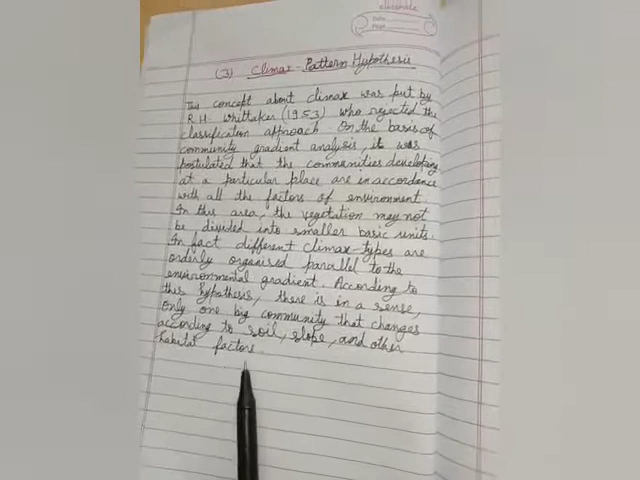 classmate
Date
Page
(3) Climax-Pattern Hypothesis
This concept about climax was put by
R.H. Whittaker (1953) who rejected the
classification approach. On the basis of
community gradient analysis, it was
postulated that the communities developing
at a particular place are in accordance
with all the factors of environment.
In this area, the vegetation may not
be divided into smaller basic units.
In fact different climax-types are
orderly organised parallel to the
environmental gradient. According to
this hypothesis, there is in a sense,
only one big community that changes
according to soil, slope, and other
habitat factors.